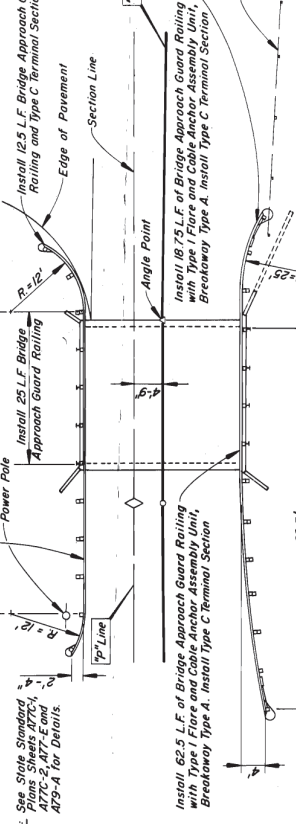 See State Standard
Plans Sheets A77C-1,
A77C-2, A77-E and
A79-A for Details.
Power Pole
Install 25 L.F. Bridge
Approach Guard Railing
R = 12'
Install 12.5 L.F. Bridge Approach
Railing and Type C Terminal
Edge of Pavement
Section Line
R = 12'
2'-4"
"P" Line
4'-9"
Angle Point
Install 62.5 L.F. of Bridge Approach Guard Railing
with Type I Flare and Cable Anchor Assembly Unit,
Breakaway Type A. Install Type C Terminal Section
Install 18.75 L.F. of Bridge Approach Guard Railing
with Type I Flare and Cable Anchor Assembly Unit,
Breakaway Type A. Install Type C Terminal Section
4'
=25'